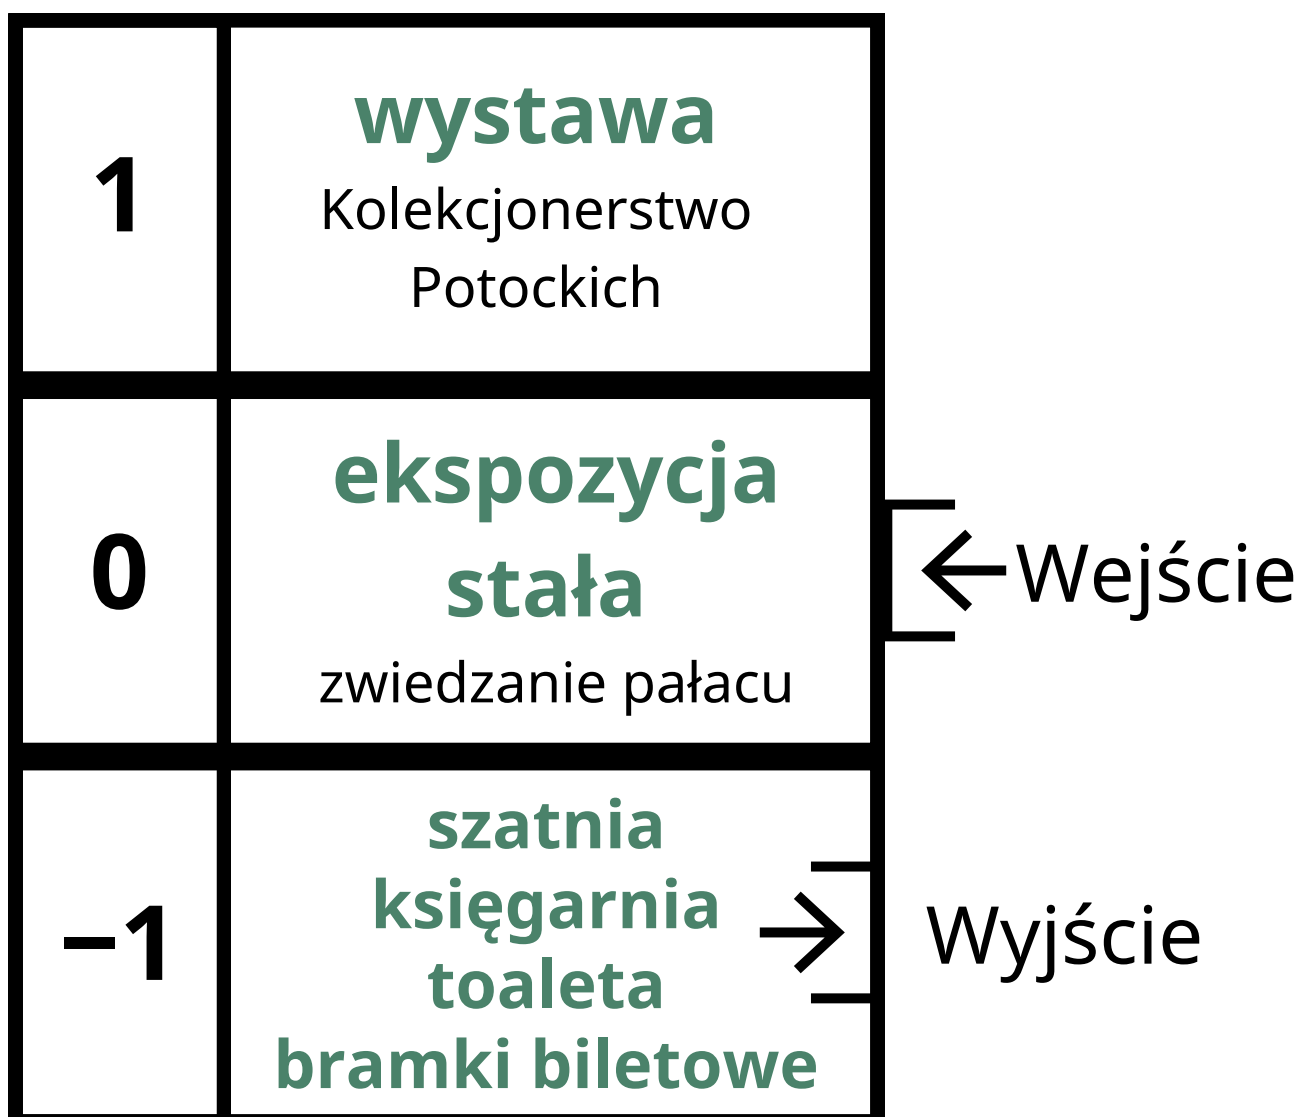 1
wystawa
Kolekcjonerstwo
Potockich
0
ekspozycja
stała
zwiedzanie pałacu
Wejście
−1
szatnia
księgarnia
toaleta
bramki biletowe
Wyjście